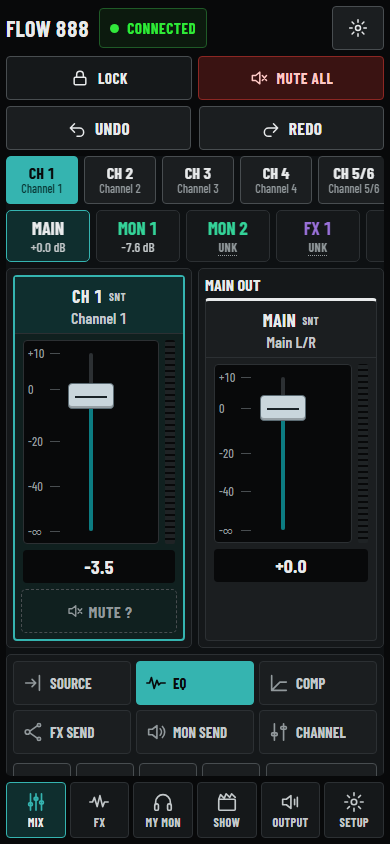 FLOW 888
CONNECTED
LOCK
MUTE ALL
UNDO
REDO
CH 1
Channel 1
CH 2
Channel 2
CH 3
Channel 3
CH 4
Channel 4
CH 5/6
Channel 5/6
MAIN
+0.0 dB
MON 1
-7.6 dB
MON 2
UNK
FX 1
UNK
CH 1 SNT
Channel 1
+10
0
-20
-40
-∞
-3.5
MUTE ?
MAIN OUT
MAIN SNT
Main L/R
+10
0
-20
-40
-∞
+0.0
SOURCE
EQ
COMP
FX SEND
MON SEND
CHANNEL
MIX
FX
MY MON
SHOW
OUTPUT
SETUP